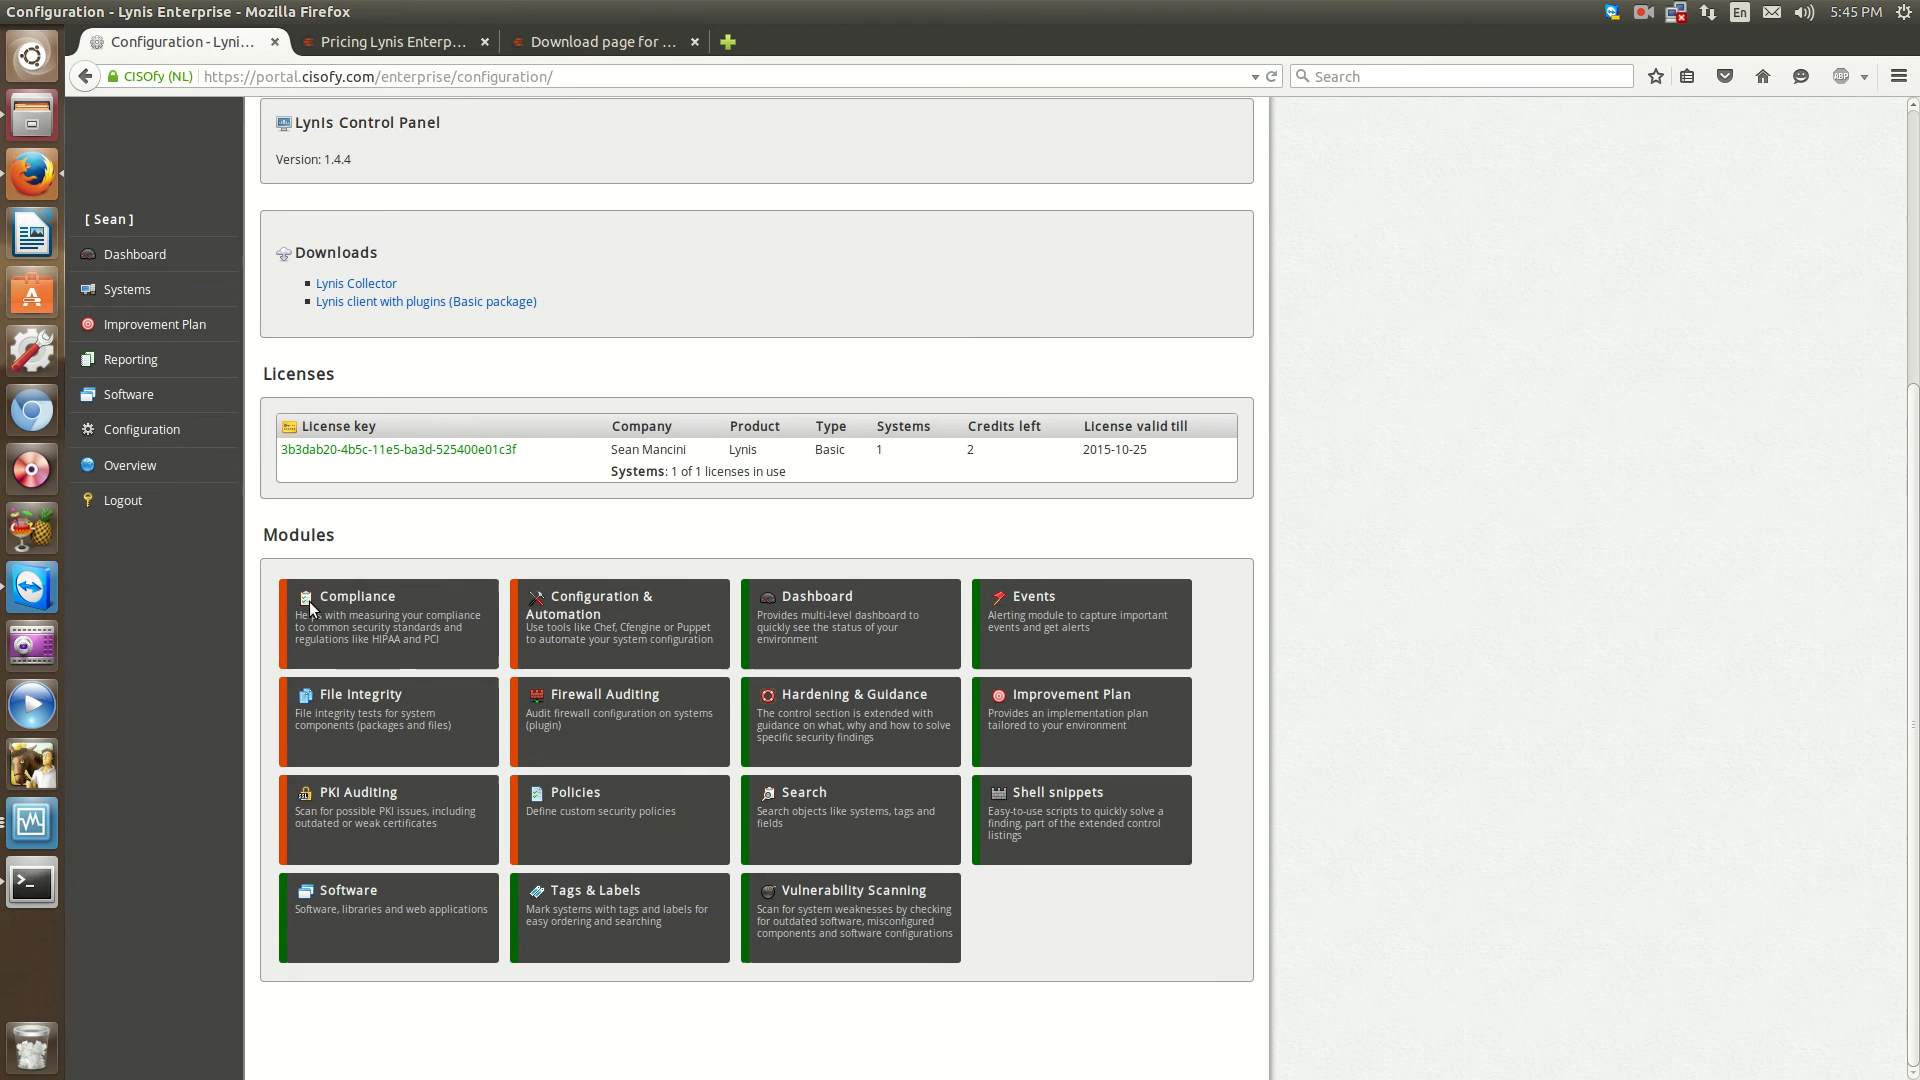 Configuration - Lynis Enterprise - Mozilla Firefox
En
5:45 PM
Configuration - Lyni...
Pricing Lynis Enterp...
Download page for ...
CISOfy (NL)
https://portal.cisofy.com/enterprise/configuration/
Search
ABP
[ Sean ]
Dashboard
Systems
Improvement Plan
Reporting
Software
Configuration
Overview
Logout
Lynis Control Panel
Version: 1.4.4
Downloads
Lynis Collector
Lynis client with plugins (Basic package)
Licenses
License key Company Product Type Systems Credits left License valid till
3b3dab20-4b5c-11e5-ba3d-525400e01c3f Sean Mancini Lynis Basic 1 2 2015-10-25
Systems: 1 of 1 licenses in use
Modules
Compliance
with measuring your compliance
to common security standards and
regulations like HIPAA and PCI
Configuration &
Automation
Use tools like Chef, Cfengine or Puppet
to automate your system configuration
Dashboard
Provides multi-level dashboard to
quickly see the status of your
environment
Events
Alerting module to capture important
events and get alerts
File Integrity
File integrity tests for system
components (packages and files)
Firewall Auditing
Audit firewall configuration on systems
(plugin)
Hardening & Guidance
The control section is extended with
guidance on what, why and how to solve
specific security findings
Improvement Plan
Provides an implementation plan
tailored to your environment
PKI Auditing
Scan for possible PKI issues, including
outdated or weak certificates
Policies
Define custom security policies
Search
Search objects like systems, tags and
fields
Shell snippets
Easy-to-use scripts to quickly solve a
finding, part of the extended control
listings
Software
Software, libraries and web applications
Tags & Labels
Mark systems with tags and labels for
easy ordering and searching
Vulnerability Scanning
Scan for system weaknesses by checking
for outdated software, misconfigured
components and software configurations